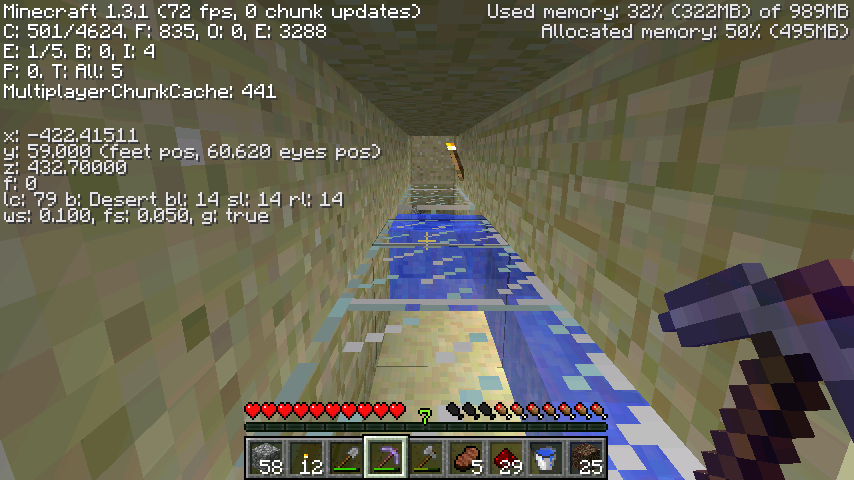 Minecraft 1.3.1 (72 fps, 0 chunk updates)
Used memory: 32% (322MB) of 989MB
C: 501/4624, F: 835, O: 0, E: 3288
Allocated memory: 50% (495MB)
E: 1/5. B: 0, I: 4
P: 0. T: All: 5
MultiplayerChunkCache: 441
x: -422.41511
y: 59.000 (feet pos, 60.620 eyes pos)
z: 432.70000
f: 0
lc: 79 b: Desert bl: 14 sl: 14 rl: 14
ws: 0.100, fs: 0.050, g: true
?
58 12 5 29 25